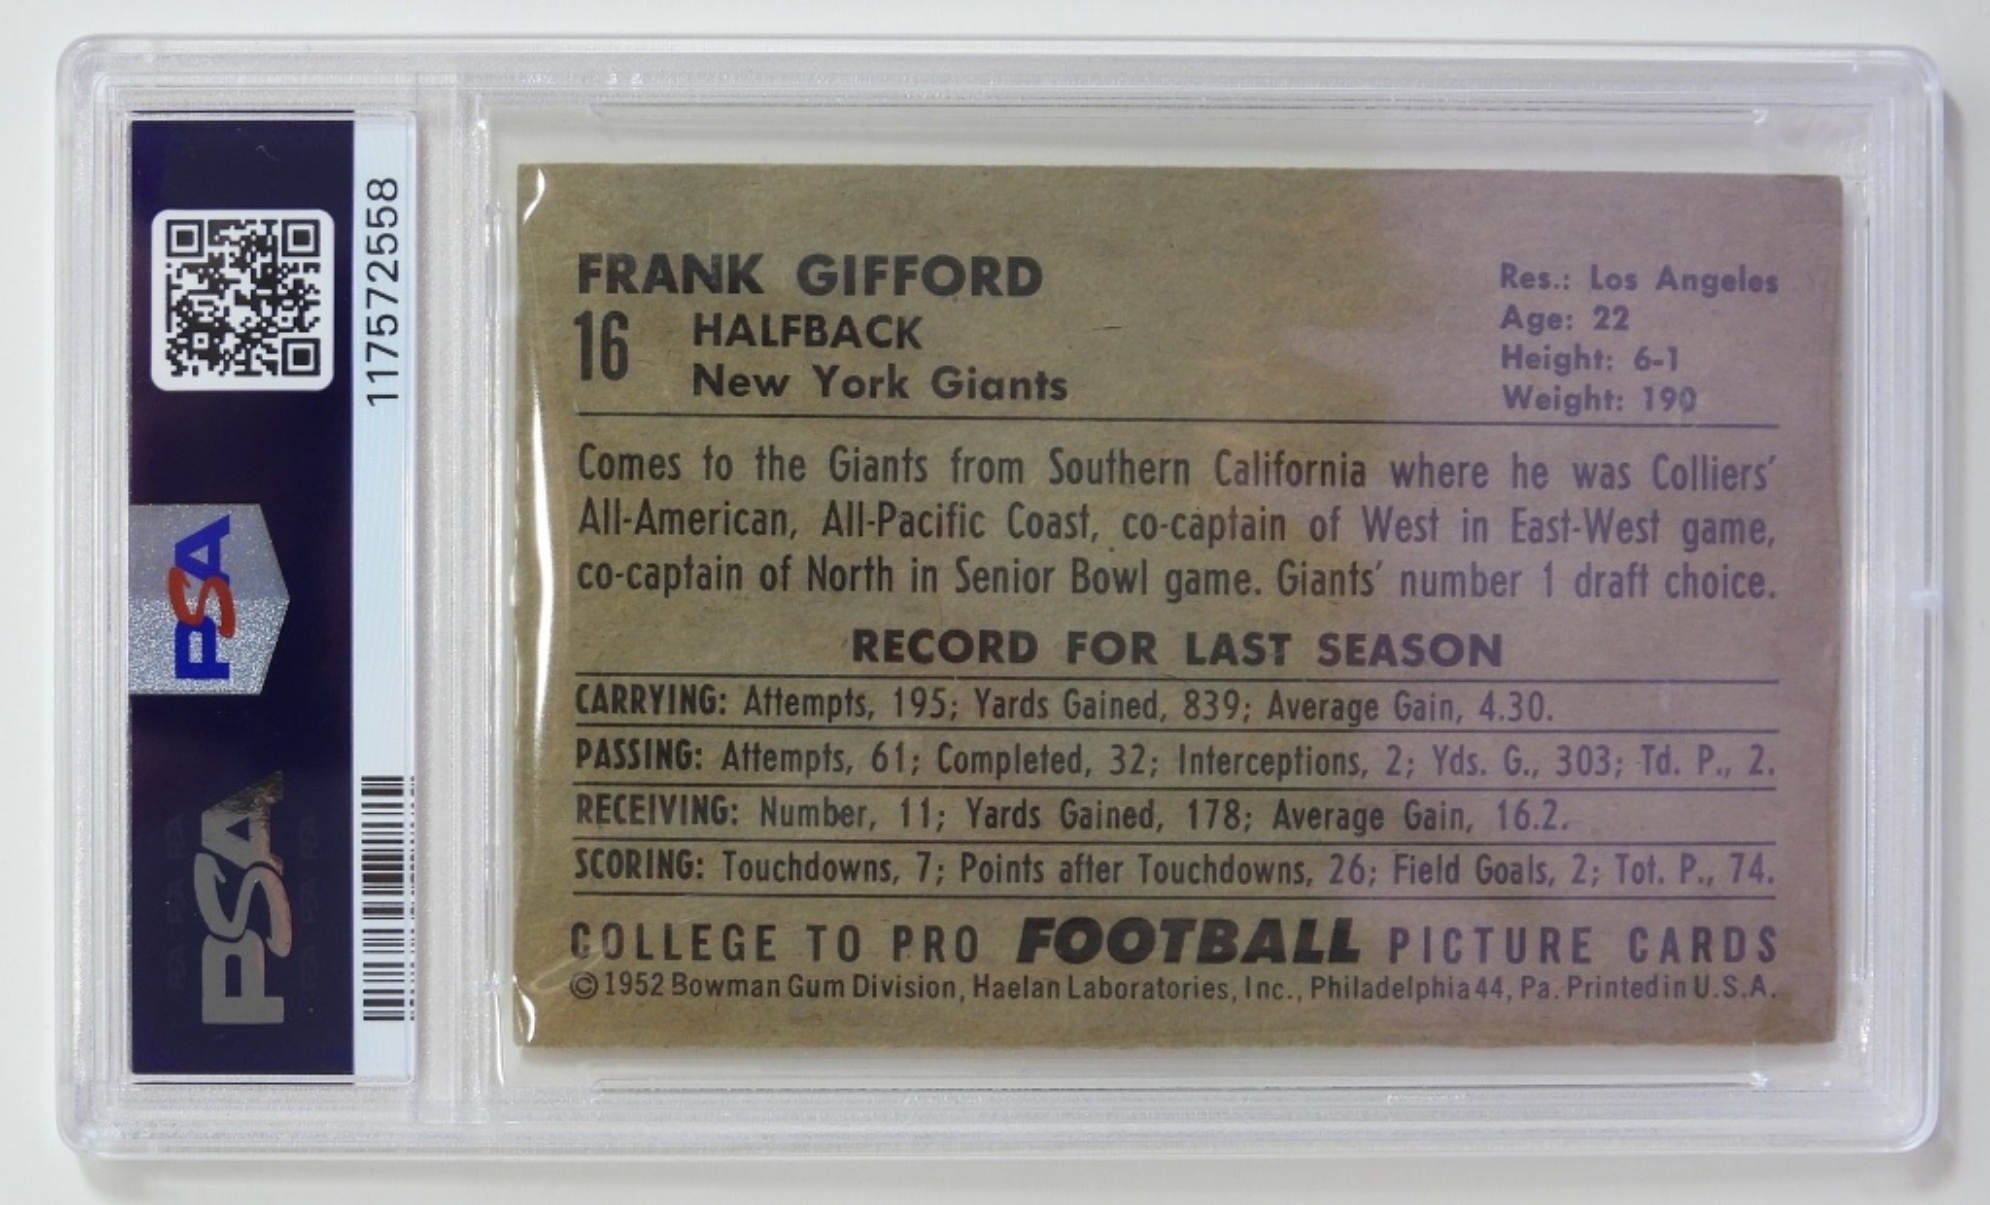 PSA
117572558
PSA
FRANK GIFFORD
16 HALFBACK
New York Giants
Res.: Los Angeles
Age: 22
Height: 6-1
Weight: 190
Comes to the Giants from Southern California where he was Colliers'
All-American, All-Pacific Coast, co-captain of West in East-West game,
co-captain of North in Senior Bowl game. Giants' number 1 draft choice.
RECORD FOR LAST SEASON
CARRYING: Attempts, 195; Yards Gained, 839; Average Gain, 4.30.
PASSING: Attempts, 61; Completed, 32; Interceptions, 2; Yds. G., 303; Td. P., 2.
RECEIVING: Number, 11; Yards Gained, 178; Average Gain, 16.2.
SCORING: Touchdowns, 7; Points after Touchdowns, 26; Field Goals, 2; Tot. P., 74.
COLLEGE TO PRO FOOTBALL PICTURE CARDS
©1952 Bowman Gum Division, Haelan Laboratories, Inc., Philadelphia 44, Pa. Printed in U.S.A.